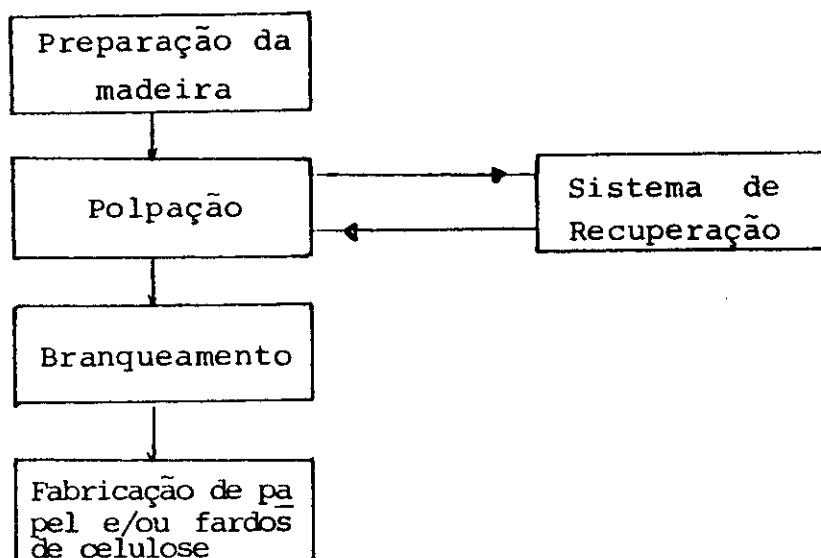 Preparação da
madeira
Polpação
Sistema de
Recuperação
Branqueamento
Fabricação de pa
pel e/ou fardos
de celulose